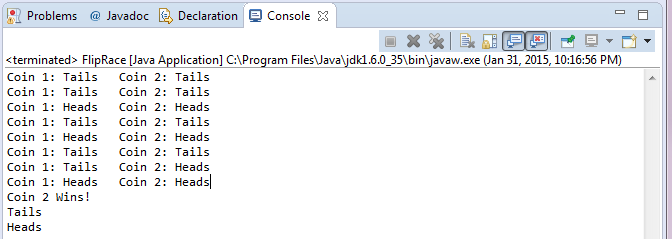 Problems @ Javadoc Declaration Console
<terminated> FlipRace [Java Application] C:\Program Files\Java\jdk1.6.0_35\bin\javaw.exe (Jan 31, 2015, 10:16:56 PM)
Coin 1: Tails   Coin 2: Tails
Coin 1: Tails   Coin 2: Tails
Coin 1: Heads   Coin 2: Tails
Coin 1: Tails   Coin 2: Heads
Coin 1: Heads   Coin 2: Heads
Coin 1: Tails   Coin 2: Tails
Coin 1: Tails   Coin 2: Heads
Coin 1: Heads   Coin 2: Heads
Coin 2 Wins!
Tails
Heads